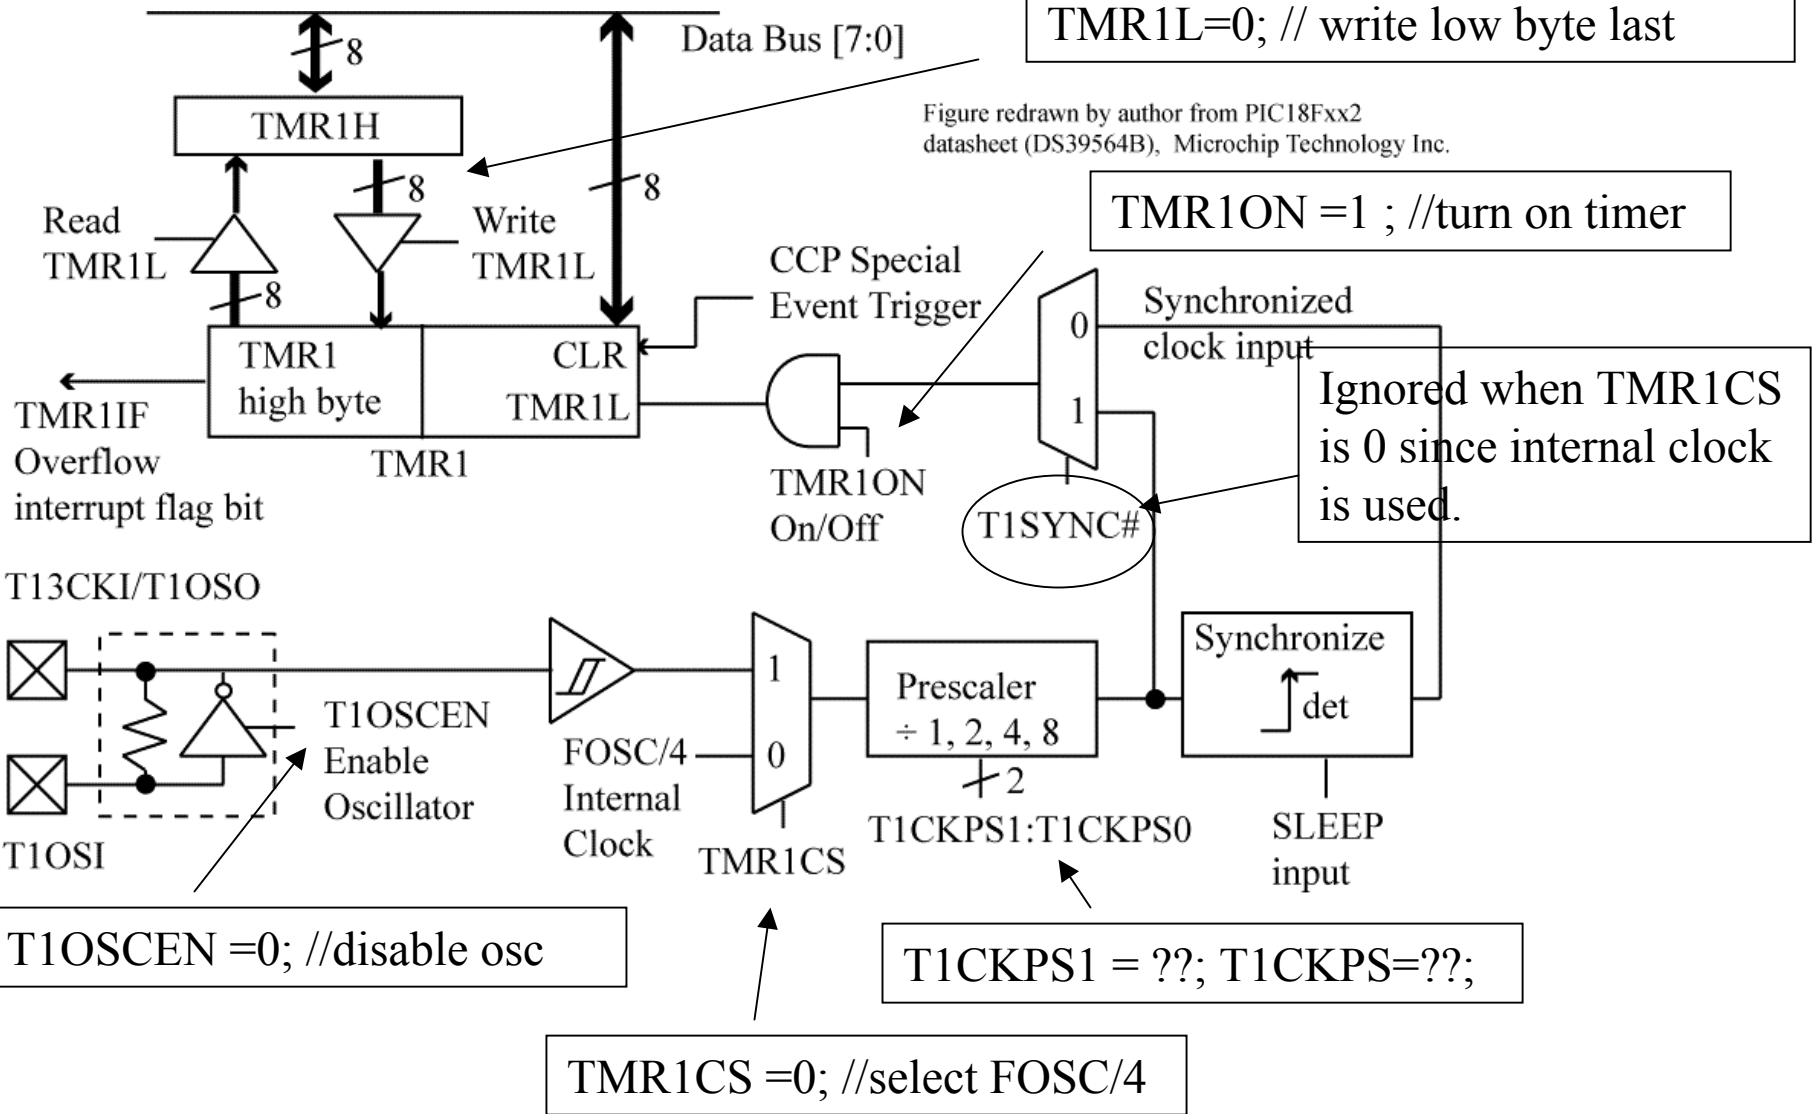 TMR1L=0; // write low byte last
Data Bus [7:0]
8
TMR1H
Figure redrawn by author from PIC18Fxx2
datasheet (DS39564B), Microchip Technology Inc.
8
8
TMR1ON =1 ; //turn on timer
Read
TMR1L
Write
TMR1L
8
CCP Special
Event Trigger
0
1
Synchronized
clock input
TMR1
high byte
CLR
TMR1L
TMR1
TMR1IF
Overflow
interrupt flag bit
TMR1ON
On/Off
T1SYNC#
Ignored when TMR1CS
is 0 since internal clock
is used.
T13CKI/T1OSO
T1OSI
T1OSCEN
Enable
Oscillator
1
0
FOSC/4
Internal
Clock
TMR1CS
Prescaler
÷ 1, 2, 4, 8
2
T1CKPS1:T1CKPS0
Synchronize
det
SLEEP
input
T1OSCEN =0; //disable osc
T1CKPS1 = ??; T1CKPS=??;
TMR1CS =0; //select FOSC/4